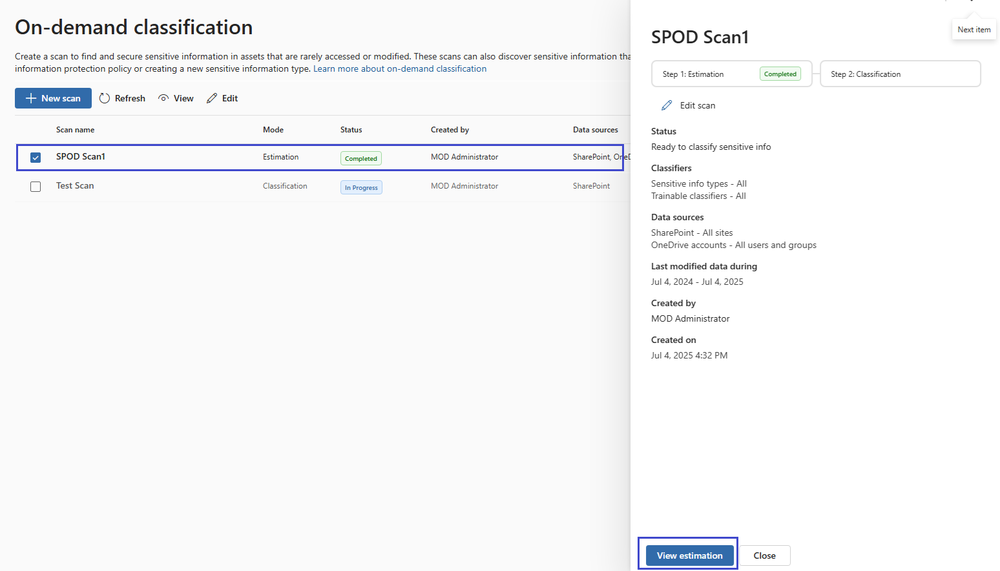 On-demand classification
Create a scan to find and secure sensitive information in assets that are rarely accessed or modified. These scans can also discover sensitive information tha
information protection policy or creating a new sensitive information type. Learn more about on-demand classification
New scan Refresh View Edit
Scan name Mode Status Created by Data sources
SPOD Scan1 Estimation Completed MOD Administrator SharePoint, OneD
Test Scan Classification In Progress MOD Administrator SharePoint
Next item
SPOD Scan1
Step 1: Estimation Completed Step 2: Classification
Edit scan
Status
Ready to classify sensitive info
Classifiers
Sensitive info types - All
Trainable classifiers - All
Data sources
SharePoint - All sites
OneDrive accounts - All users and groups
Last modified data during
Jul 4, 2024 - Jul 4, 2025
Created by
MOD Administrator
Created on
Jul 4, 2025 4:32 PM
View estimation Close